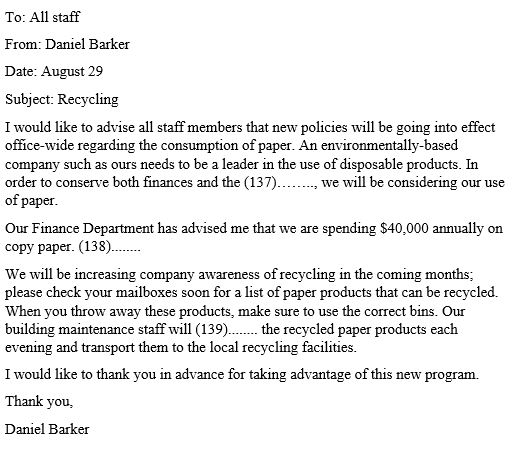 To: All staff
From: Daniel Barker
Date: August 29
Subject: Recycling
I would like to advise all staff members that new policies will be going into effect
office-wide regarding the consumption of paper. An environmentally-based
company such as ours needs to be a leader in the use of disposable products. In
order to conserve both finances and the (137)…….., we will be considering our use
of paper.
Our Finance Department has advised me that we are spending $40,000 annually on
copy paper. (138)........
We will be increasing company awareness of recycling in the coming months;
please check your mailboxes soon for a list of paper products that can be recycled.
When you throw away these products, make sure to use the correct bins. Our
building maintenance staff will (139)........ the recycled paper products each
evening and transport them to the local recycling facilities.
I would like to thank you in advance for taking advantage of this new program.
Thank you,
Daniel Barker